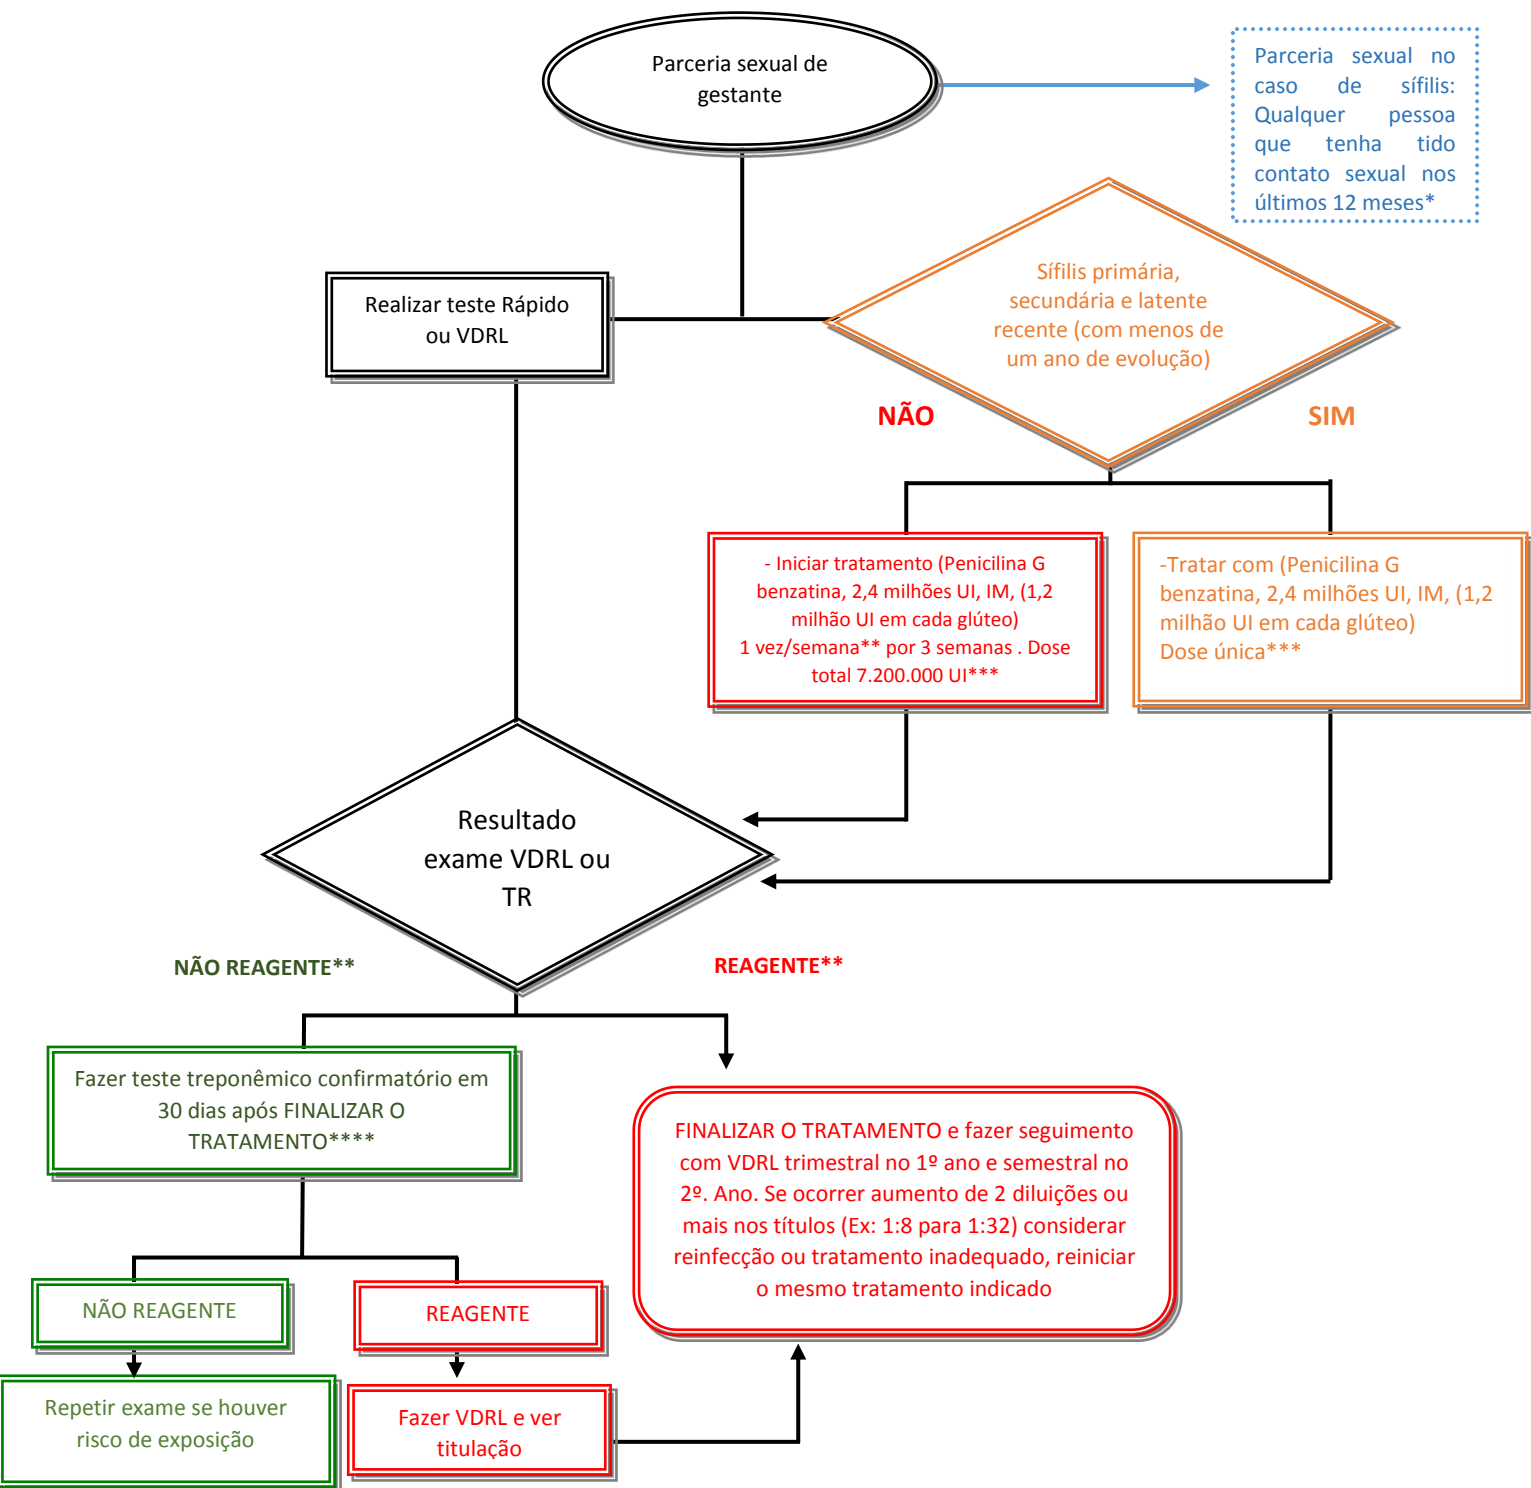 Parceria sexual de
gestante
Parceria sexual no
caso de sífilis:
Qualquer pessoa
que tenha tido
contato sexual nos
últimos 12 meses*
Realizar teste Rápido
ou VDRL
Sífilis primária,
secundária e latente
recente (com menos de
um ano de evolução)
NÃO
SIM
- Iniciar tratamento (Penicilina G
benzatina, 2,4 milhões UI, IM, (1,2
milhão UI em cada glúteo)
1 vez/semana** por 3 semanas . Dose
total 7.200.000 UI***
-Tratar com (Penicilina G
benzatina, 2,4 milhões UI, IM, (1,2
milhão UI em cada glúteo)
Dose única***
Resultado
exame VDRL ou
TR
NÃO REAGENTE**
REAGENTE**
Fazer teste treponêmico confirmatório em
30 dias após FINALIZAR O
TRATAMENTO****
FINALIZAR O TRATAMENTO e fazer seguimento
com VDRL trimestral no 1º ano e semestral no
2º. Ano. Se ocorrer aumento de 2 diluições ou
mais nos títulos (Ex: 1:8 para 1:32) considerar
reinfecção ou tratamento inadequado, reiniciar
o mesmo tratamento indicado
NÃO REAGENTE
REAGENTE
Repetir exame se houver
risco de exposição
Fazer VDRL e ver
titulação